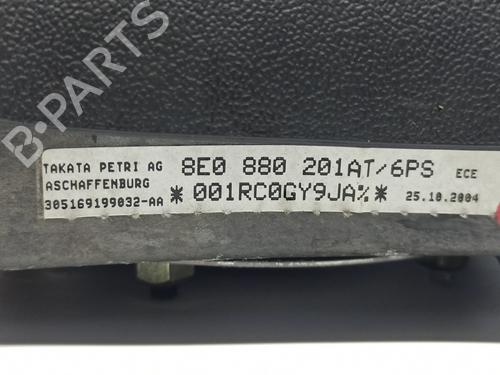 B-PARTS
TAKATA PETRI AG 8E0 880 201AT/6PS ECE
ASCHAFFENBURG *001RC0GY9JA%* 25.10.2004
305169199032-AA